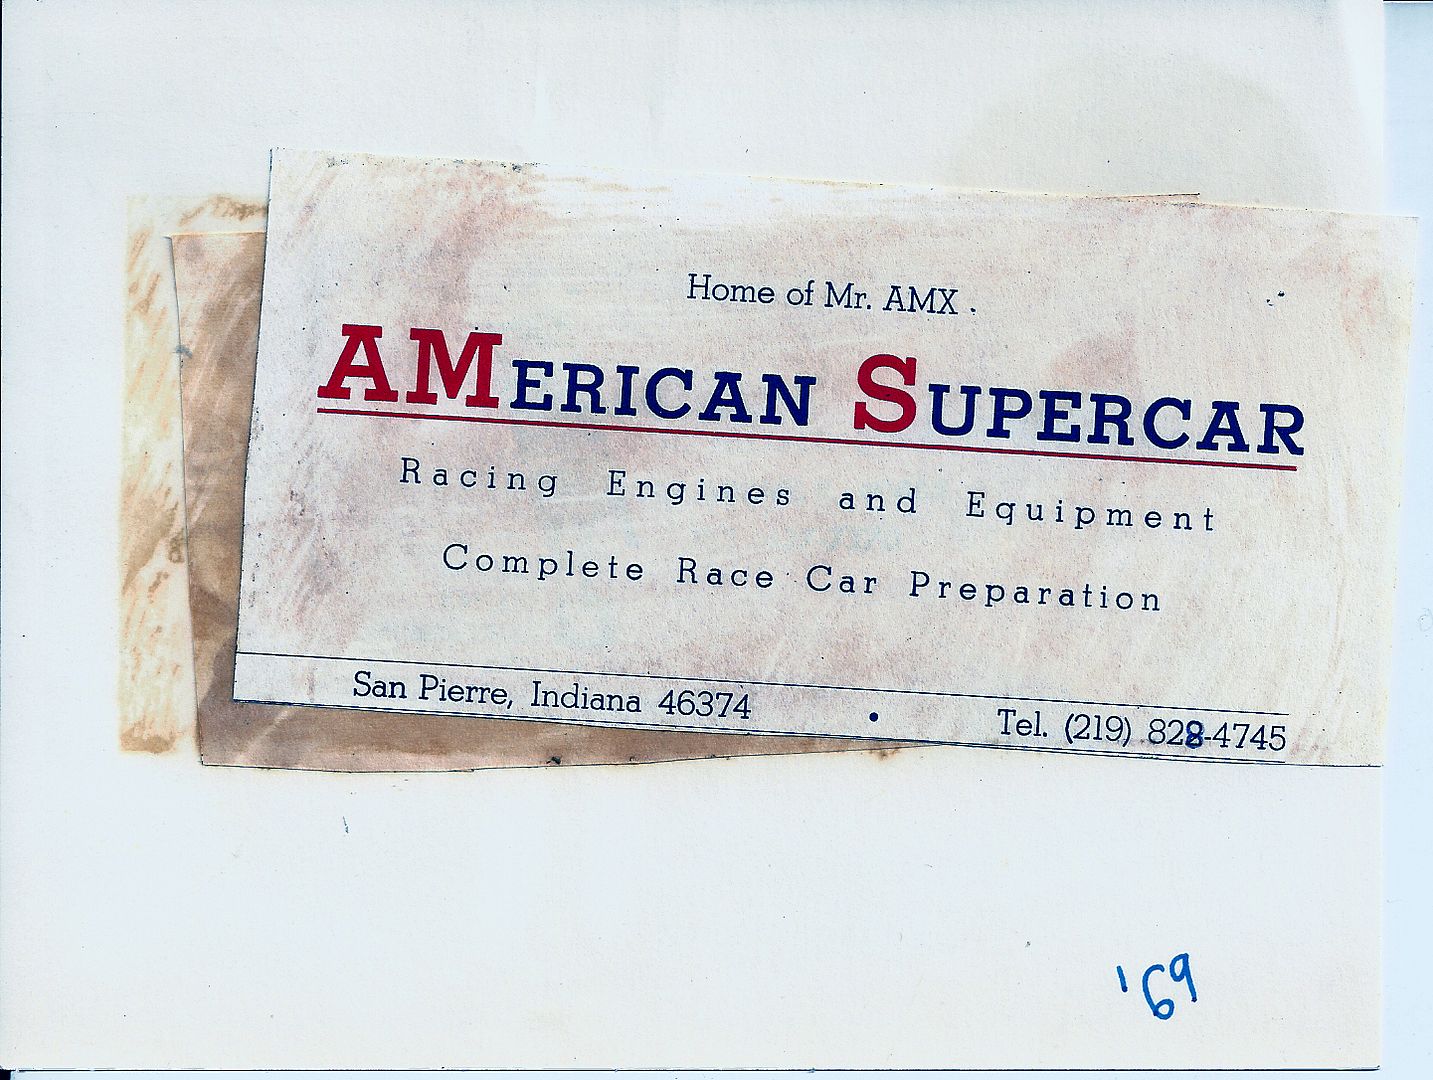 Home of Mr. AMX.
AMERICAN SUPERCAR
Racing Engines and Equipment
Complete Race Car Preparation
San Pierre, Indiana 46374 • Tel. (219) 828-4745
'69